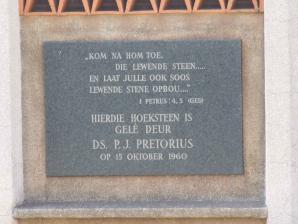 „KOM NA HOM TOE,
DIE LEWENDE STEEN.....
EN LAAT JULLE OOK SOOS
LEWENDE STENE OPBOU...."
I PETRUS: 4, 5 (GED)
HIERDIE HOEKSTEEN IS
GELÊ DEUR
DS. P. J. PRETORIUS
OP 15 OKTOBER 1960